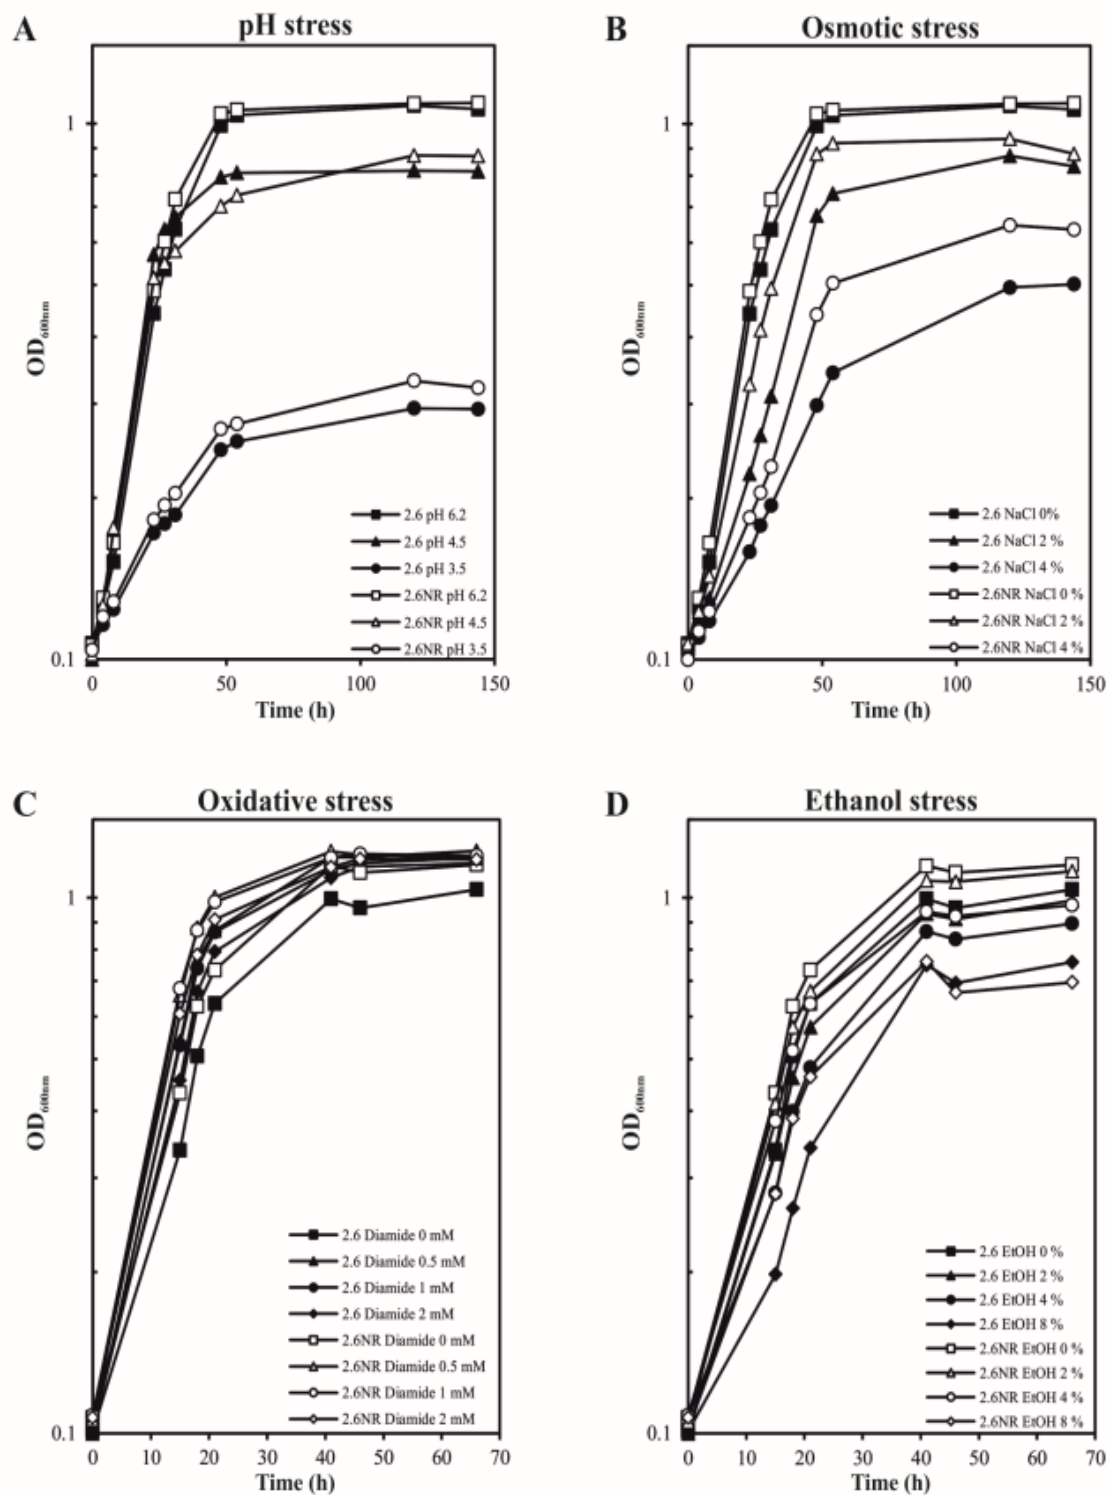 A
pH stress
OD600nm
1
0.1
2.6 pH 6.2
2.6 pH 4.5
2.6 pH 3.5
2.6NR pH 6.2
2.6NR pH 4.5
2.6NR pH 3.5
0 50 100 150
Time (h)
B
Osmotic stress
OD600nm
1
0.1
2.6 NaCl 0%
2.6 NaCl 2 %
2.6 NaCl 4 %
2.6NR NaCl 0 %
2.6NR NaCl 2 %
2.6NR NaCl 4 %
0 50 100 150
Time (h)
C
Oxidative stress
OD600nm
1
0.1
2.6 Diamide 0 mM
2.6 Diamide 0.5 mM
2.6 Diamide 1 mM
2.6 Diamide 2 mM
2.6NR Diamide 0 mM
2.6NR Diamide 0.5 mM
2.6NR Diamide 1 mM
2.6NR Diamide 2 mM
0 10 20 30 40 50 60 70
Time (h)
D
Ethanol stress
OD600nm
1
0.1
2.6 EtOH 0 %
2.6 EtOH 2 %
2.6 EtOH 4 %
2.6 EtOH 8 %
2.6NR EtOH 0 %
2.6NR EtOH 2 %
2.6NR EtOH 4 %
2.6NR EtOH 8 %
0 10 20 30 40 50 60 70
Time (h)